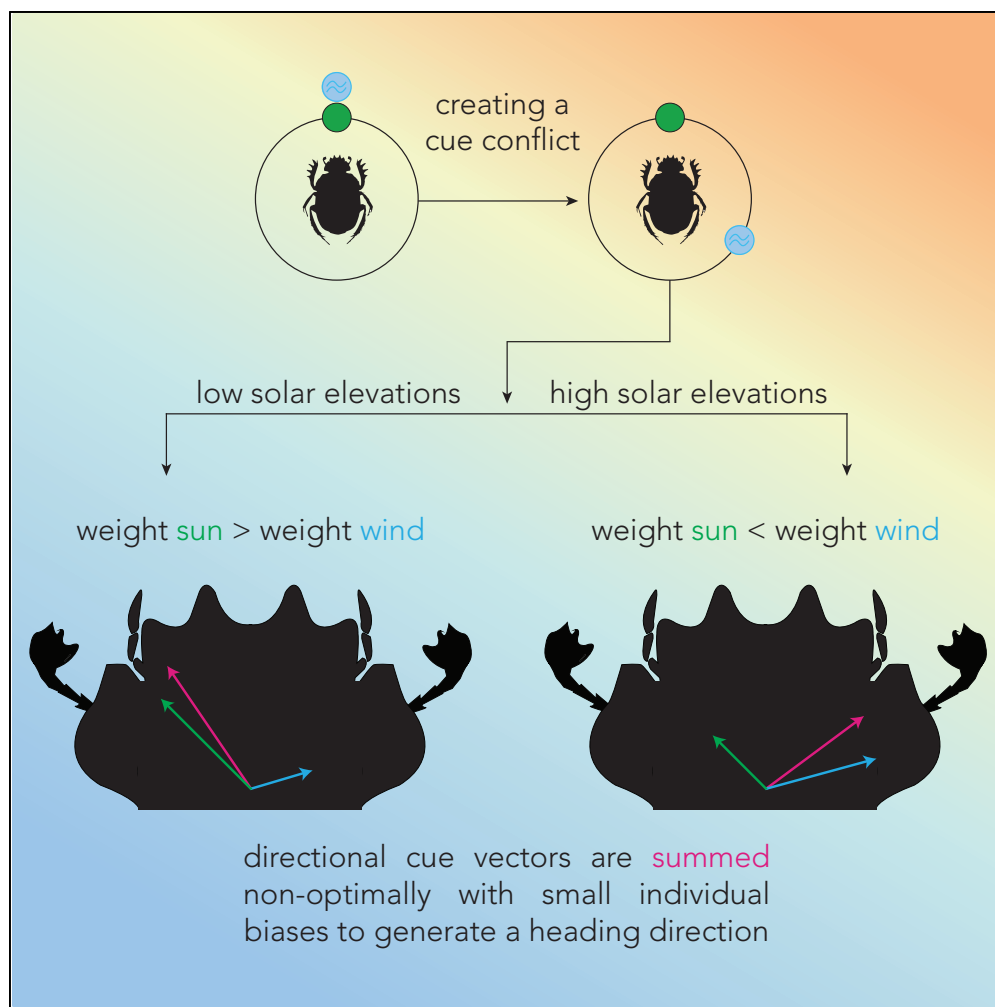 creating a
cue conflict
low solar elevations
high solar elevations
weight sun > weight wind
weight sun < weight wind
directional cue vectors are summed
non-optimally with small individual
biases to generate a heading direction